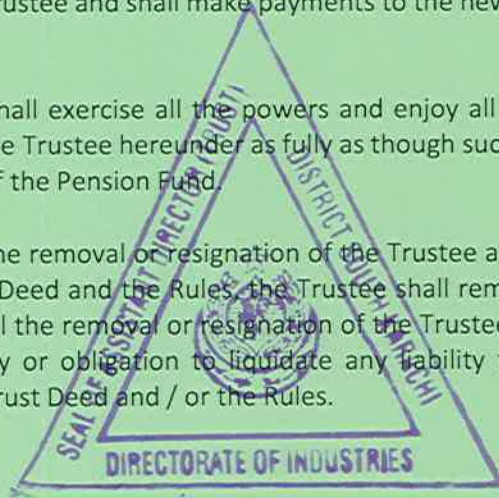 rustee and shall make payments to the new
hall exercise all the powers and enjoy all
e Trustee hereunder as fully as though suc
f the Pension Fund.
he removal or resignation of the Trustee a
Deed and the Rules, the Trustee shall rem
l the removal or resignation of the Trustee
y or obligation to liquidate any liability
rust Deed and / or the Rules.
SEAL OF ASSISTANT DIRECTOR (TRUST)
DISTRICT SOUTH KARACHI
DIRECTORATE OF INDUSTRIES